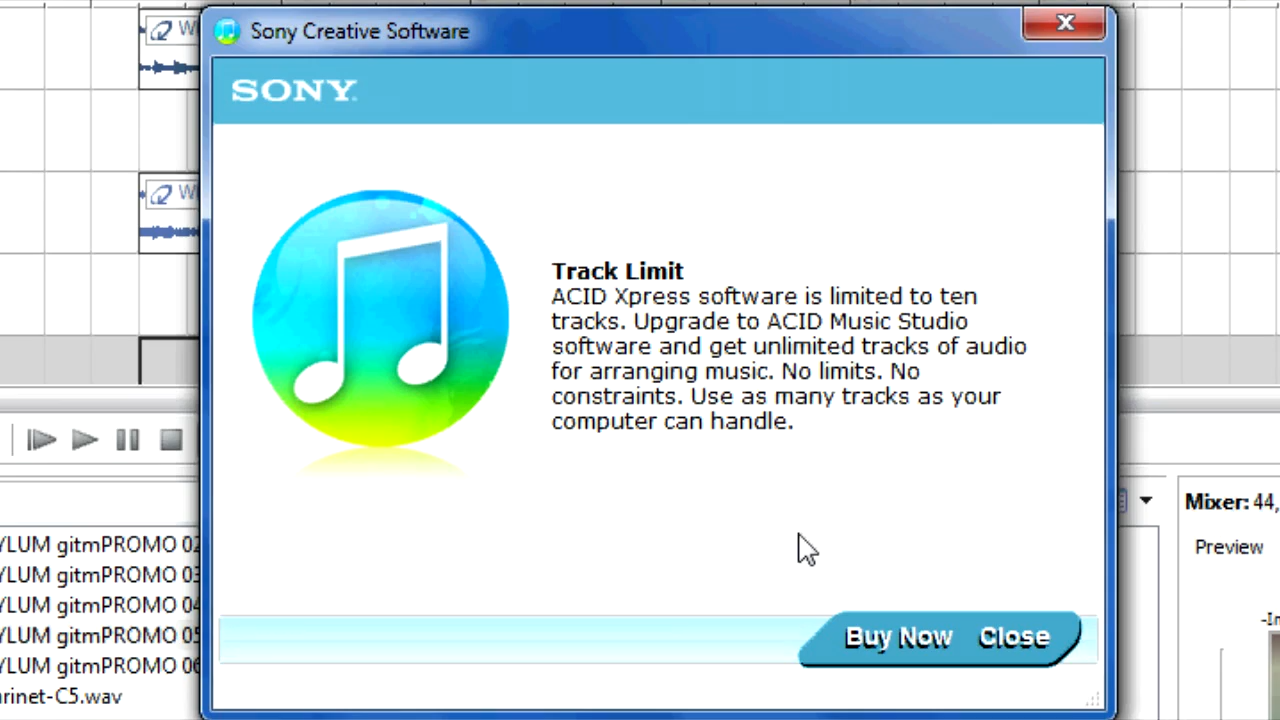 Sony Creative Software
SONY
Track Limit
ACID Xpress software is limited to ten
tracks. Upgrade to ACID Music Studio
software and get unlimited tracks of audio
for arranging music. No limits. No
constraints. Use as many tracks as your
computer can handle.
Buy Now Close
Mixer: 44,
Preview
YLUM gitmPROMO 02
YLUM gitmPROMO 03
YLUM gitmPROMO 04
YLUM gitmPROMO 05
YLUM gitmPROMO 06
rinet-C5.wav